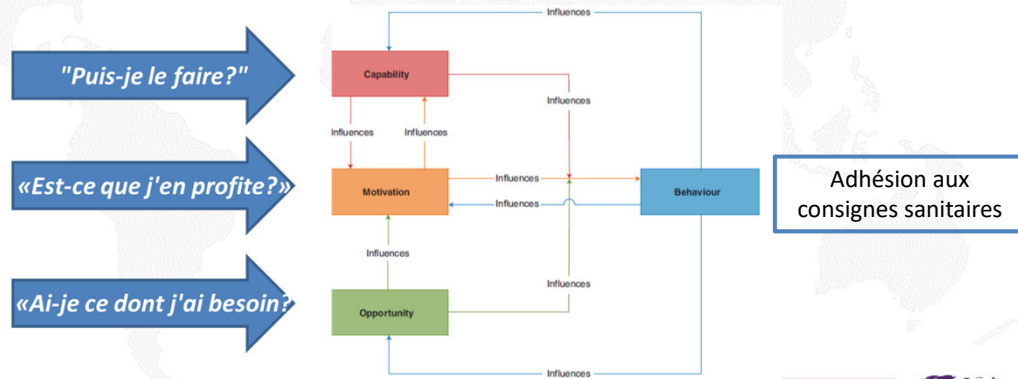 Influences
"Puis-je le faire?"
Capability
Influences
Influences
Influences
«Est-ce que j'en profite?»
Motivation
Influences
Behaviour
Influences
Adhésion aux
consignes sanitaires
Influences
Influences
«Ai-je ce dont j'ai besoin?
Opportunity
Influences